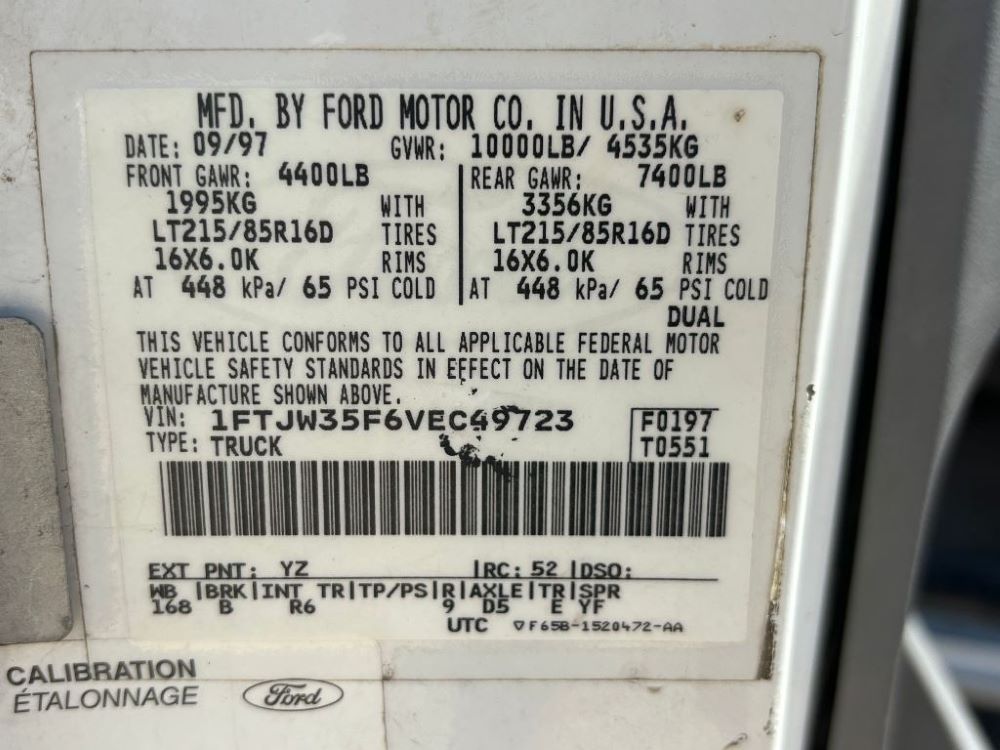 MFD. BY FORD MOTOR CO. IN U.S.A.
DATE: 09/97 GVWR: 10000LB/ 4535KG
FRONT GAWR: 4400LB REAR GAWR: 7400LB
1995KG WITH 3356KG WITH
LT215/85R16D TIRES LT215/85R16D TIRES
16X6.0K RIMS 16X6.0K RIMS
AT 448 kPa/ 65 PSI COLD AT 448 kPa/ 65 PSI COLD
DUAL
THIS VEHICLE CONFORMS TO ALL APPLICABLE FEDERAL MOTOR
VEHICLE SAFETY STANDARDS IN EFFECT ON THE DATE OF
MANUFACTURE SHOWN ABOVE.
VIN: 1FTJW35F6VEC49723 F0197
TYPE: TRUCK T0551
EXT PNT: YZ RC: 52 DSO:
WB |BRK|INT TR|TP/PS|R|AXLE|TR|SPR
168 B R6 9 D5 E YF
UTC ▽F65B-1520472-AA
CALIBRATION
ÉTALONNAGE
Ford